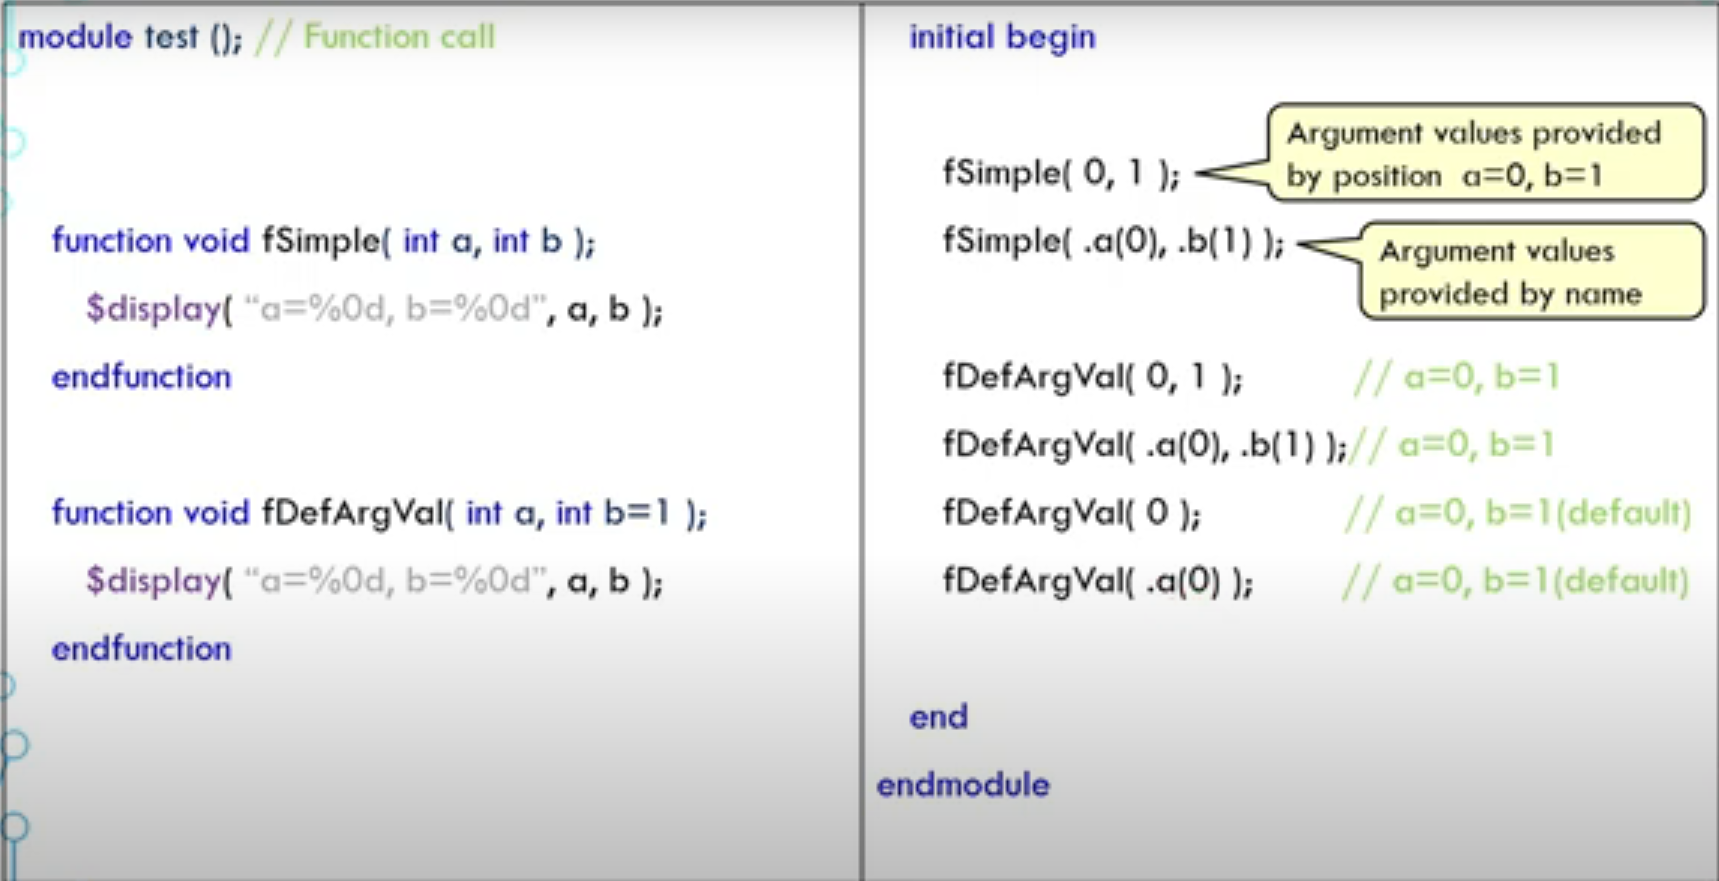 module test (); // Function call
function void fSimple( int a, int b );
$display( “a=%0d, b=%0d”, a, b );
endfunction
function void fDefArgVal( int a, int b=1 );
$display( “a=%0d, b=%0d”, a, b );
endfunction
initial begin
fSimple( 0, 1 );
Argument values provided
by position a=0, b=1
fSimple( .a(0), .b(1) );
Argument values
provided by name
fDefArgVal( 0, 1 ); // a=0, b=1
fDefArgVal( .a(0), .b(1) );// a=0, b=1
fDefArgVal( 0 ); // a=0, b=1(default)
fDefArgVal( .a(0) ); // a=0, b=1(default)
end
endmodule